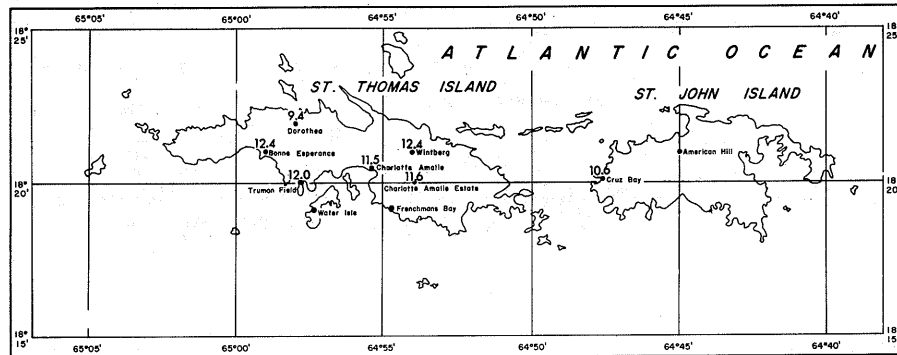 65°05' 65°00' 64°55' 64°50' 64°45' 64°40'
18° 25'
18° 25'
ATLANTIC OCEAN
ST. THOMAS ISLAND
ST. JOHN ISLAND
9.4
Dorothea
12.4
Bonne Esperance
12.4
Wintberg
11.5
Charlotte Amalie
American Hill
10.6
Cruz Bay
18° 20'
12.0
Truman Field
11.6
Charlotte Amalie Estate
18° 20'
Water Isle
Frenchmans Bay
18° 15'
18° 15'
65°05' 65°00' 64°55' 64°50' 64°45' 64°40'